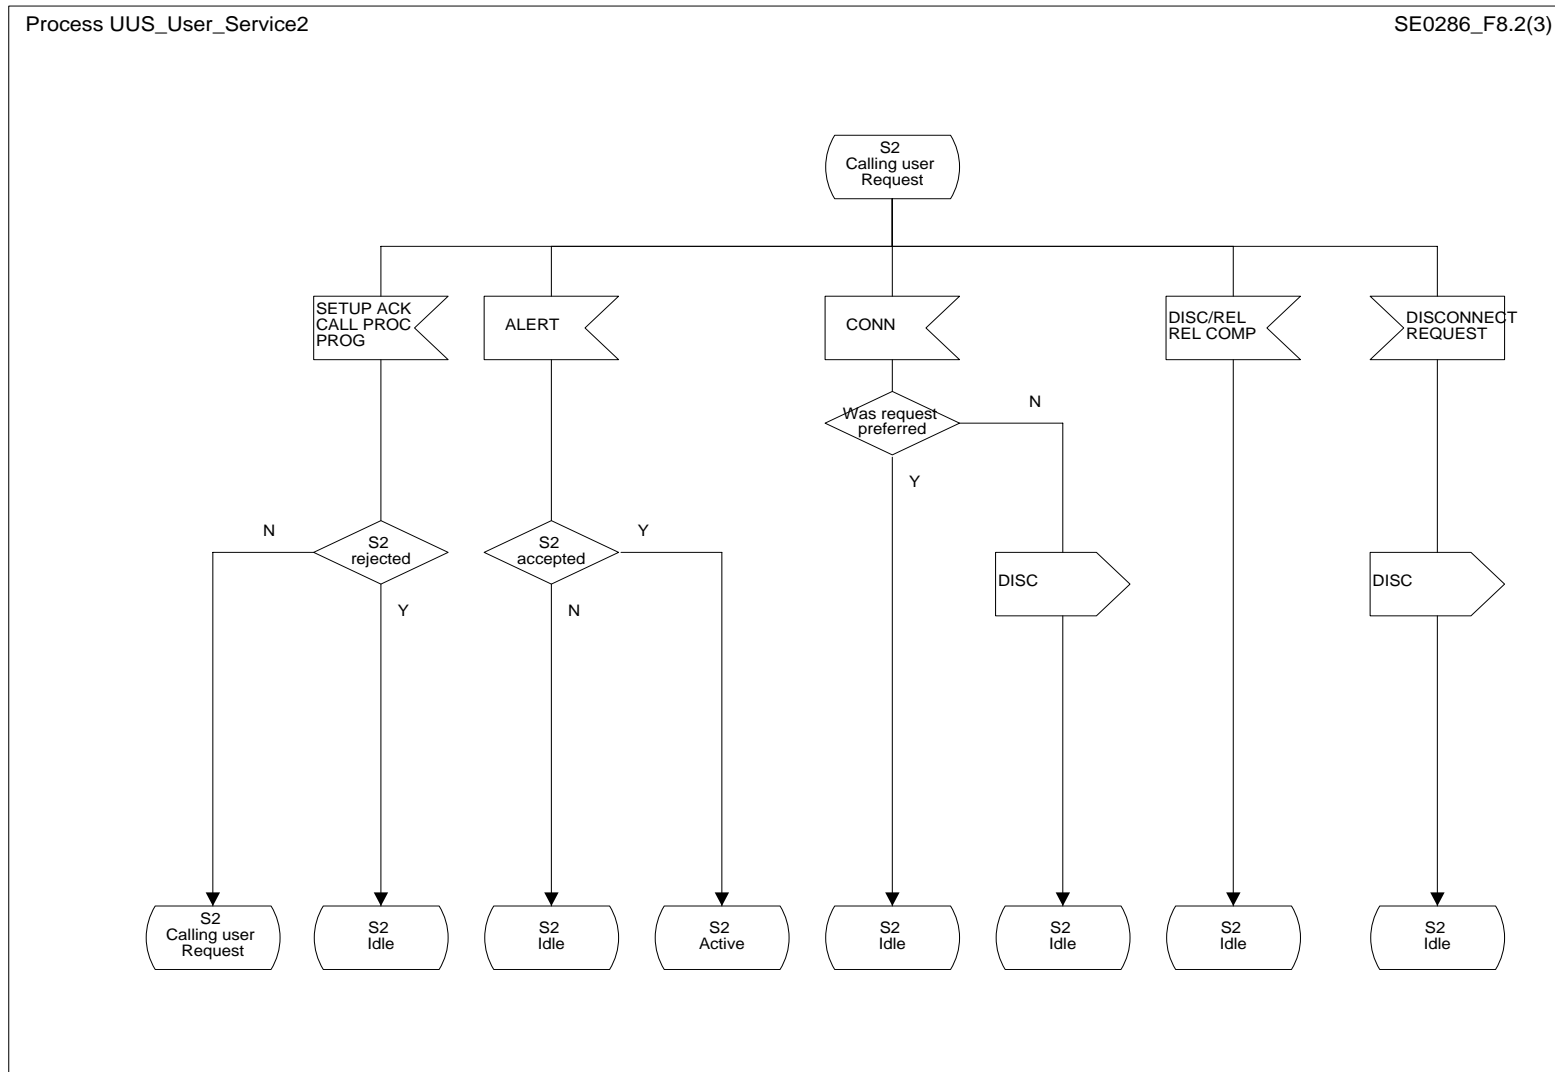 Process UUS_User_Service2
SE0286_F8.2(3)
S2
Calling user
Request
SETUP ACK
CALL PROC
PROG
ALERT
CONN
DISC/REL
REL COMP
DISCONNECT
REQUEST
Was request
preferred
N
Y
N
S2
rejected
Y
S2
accepted
Y
N
DISC
DISC
S2
Calling user
Request
S2
Idle
S2
Idle
S2
Active
S2
Idle
S2
Idle
S2
Idle
S2
Idle